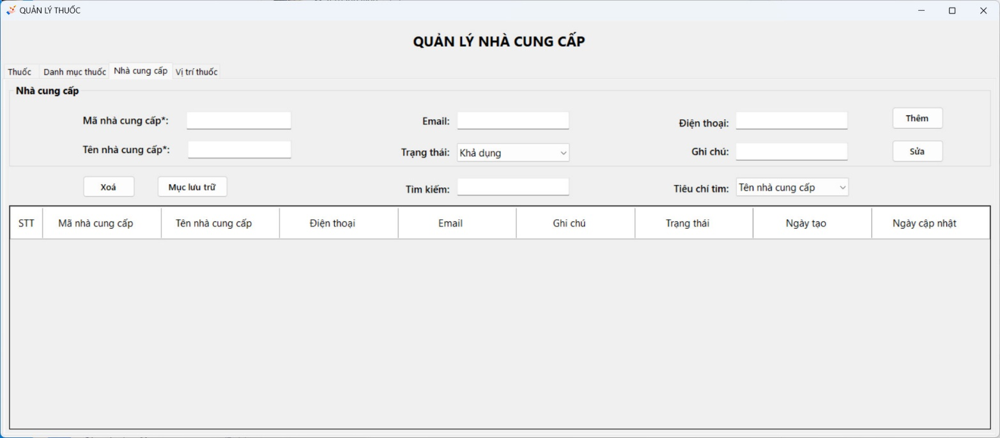 QUẢN LÝ THUỐC
QUẢN LÝ NHÀ CUNG CẤP
Thuốc Danh mục thuốc Nhà cung cấp Vị trí thuốc
Nhà cung cấp
Mã nhà cung cấp*: Email: Điện thoại: Thêm
Tên nhà cung cấp*: Trạng thái: Khả dụng Ghi chú: Sửa
Xoá Mục lưu trữ Tìm kiếm: Tiêu chí tìm: Tên nhà cung cấp
STT Mã nhà cung cấp Tên nhà cung cấp Điện thoại Email Ghi chú Trạng thái Ngày tạo Ngày cập nhật